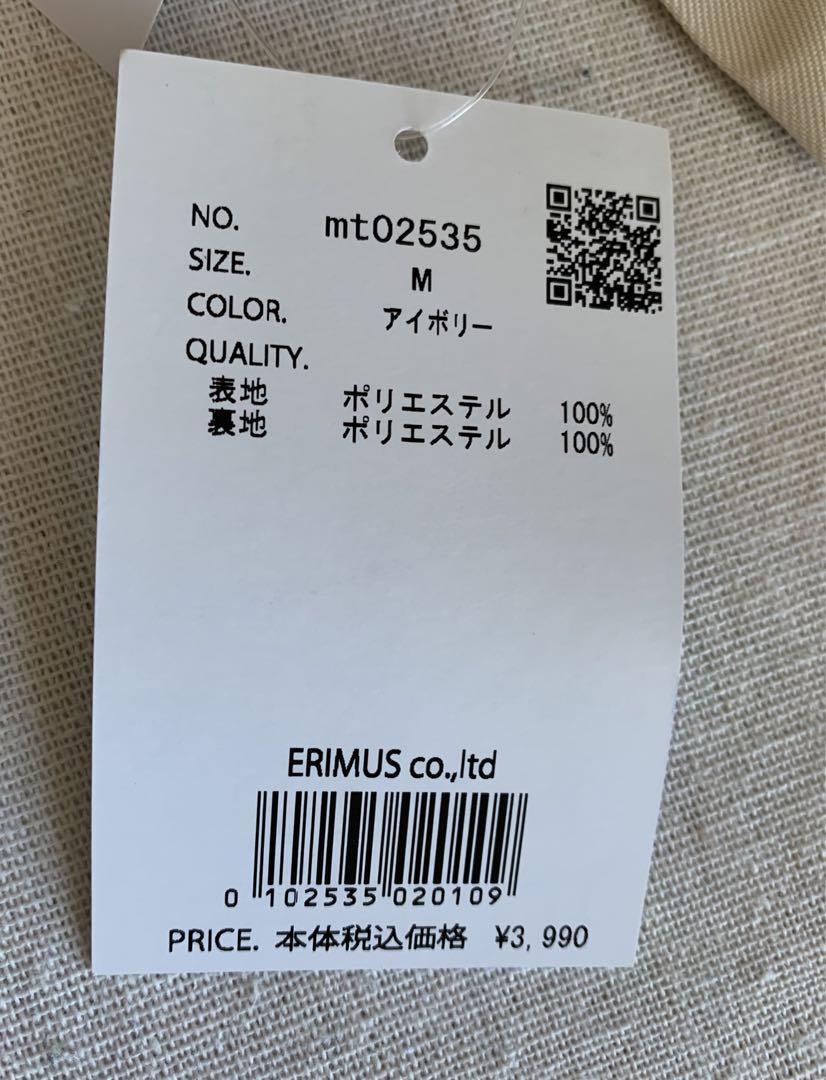 NO. mt02535
SIZE. M
COLOR. アイボリー
QUALITY.
表地 ポリエステル 100%
裏地 ポリエステル 100%
ERIMUS co.,ltd
0 102535 020109
PRICE. 本体税込価格 ¥3,990